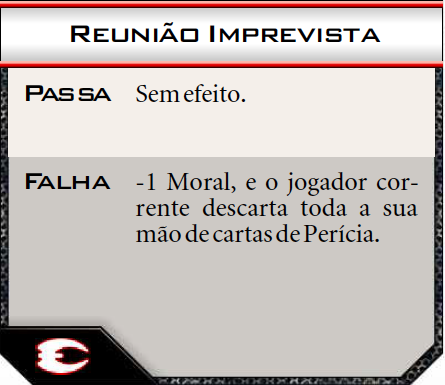 Reunião Imprevista
Passa Sem efeito.
Falha -1 Moral, e o jogador cor-
rente descarta toda a sua
mão de cartas de Perícia.